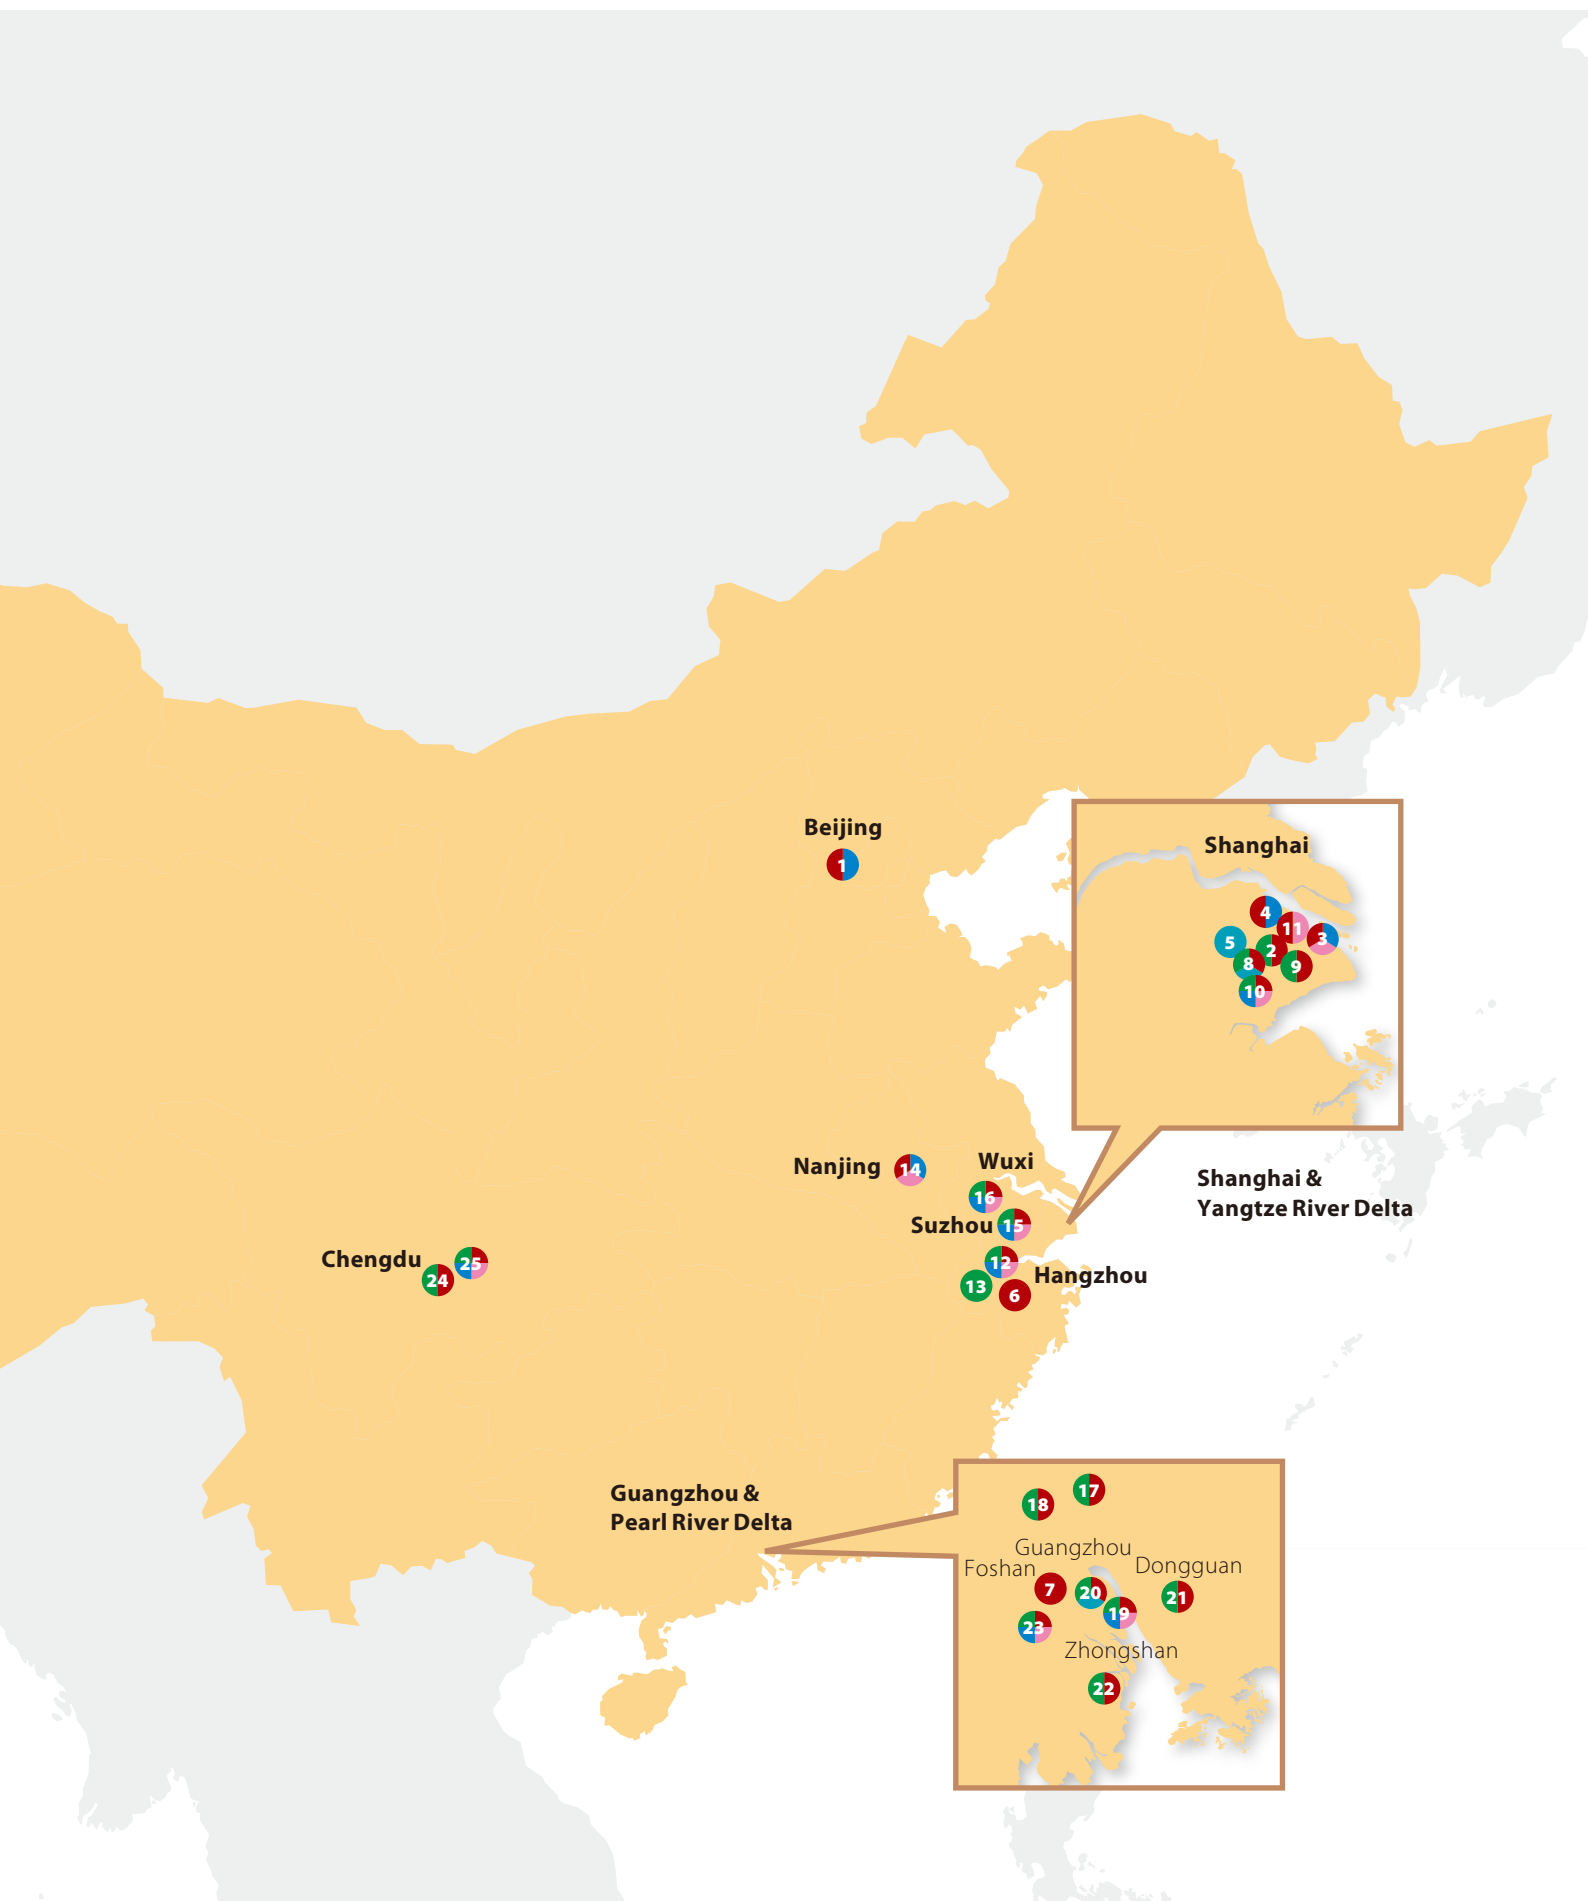 Beijing
1
Shanghai
4
11
3
5
2
8
9
10
Nanjing
14
Wuxi
16
Suzhou
15
Shanghai &
Yangtze River Delta
Chengdu
25
24
12
Hangzhou
13
6
Guangzhou &
Pearl River Delta
18
17
Guangzhou
Foshan
Dongguan
7
20
21
19
23
Zhongshan
22